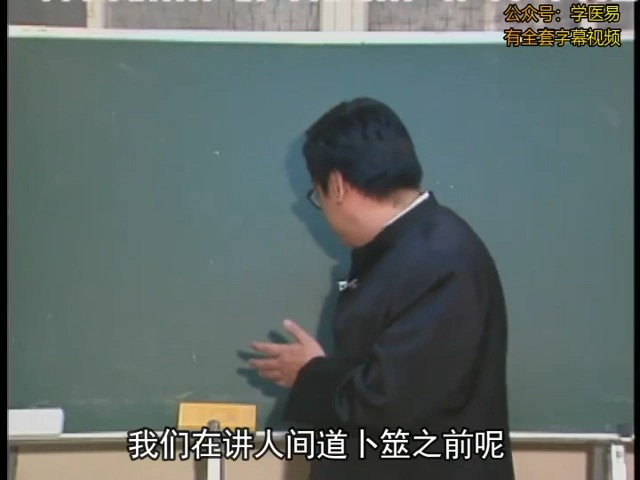 公众号：学医易
有全套字幕视频
我们在讲人间道卜筮之前呢